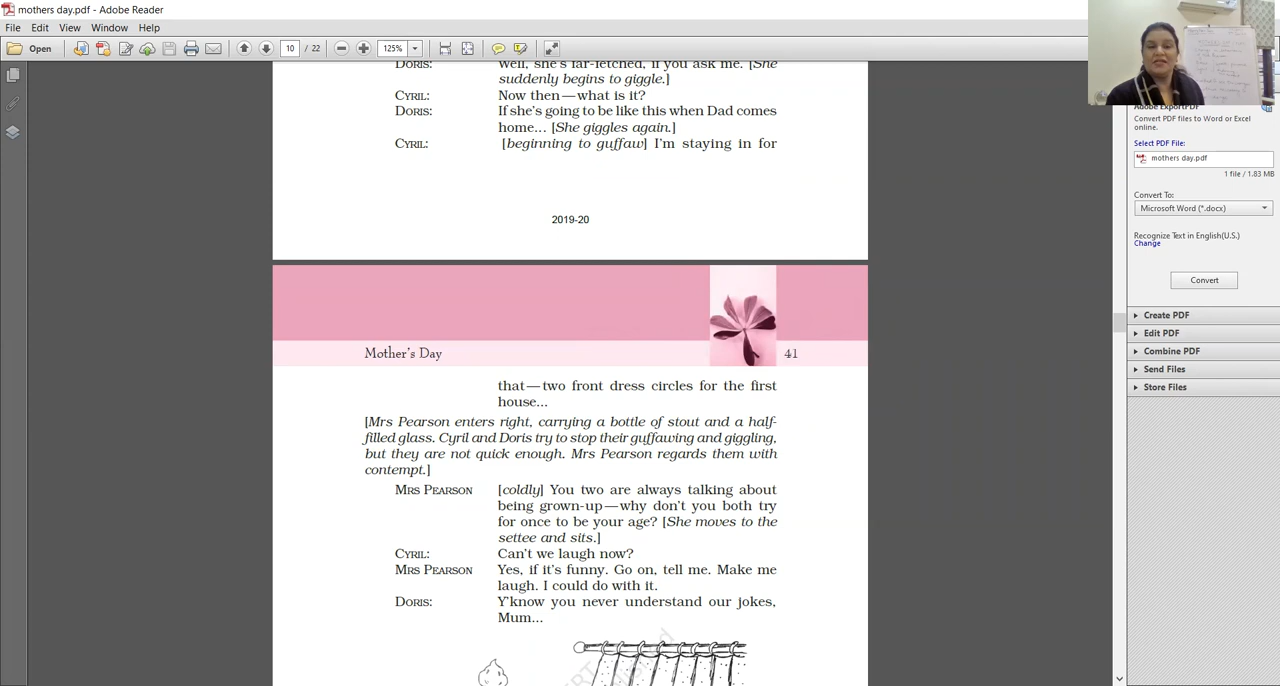 mothers day.pdf - Adobe Reader
File Edit View Window Help
Open 10 / 22 125%
DORIS: Well, she's far-fetched, if you ask me. [She
suddenly begins to giggle.]
CYRIL: Now then—what is it?
DORIS: If she's going to be like this when Dad comes
home... [She giggles again.]
CYRIL: [beginning to guffaw] I'm staying in for
2019-20
Mother's Day 41
that—two front dress circles for the first
house...
[Mrs Pearson enters right, carrying a bottle of stout and a half-
filled glass. Cyril and Doris try to stop their guffawing and giggling,
but they are not quick enough. Mrs Pearson regards them with
contempt.]
MRS PEARSON [coldly] You two are always talking about
being grown-up—why don't you both try
for once to be your age? [She moves to the
settee and sits.]
CYRIL: Can't we laugh now?
MRS PEARSON Yes, if it's funny. Go on, tell me. Make me
laugh. I could do with it.
DORIS: Y'know you never understand our jokes,
Mum...
Adobe ExportPDF
Convert PDF files to Word or Excel
online.
Select PDF File:
mothers day.pdf
1 file / 1.83 MB
Convert To:
Microsoft Word (*.docx)
Recognize Text in English(U.S.)
Change
Convert
Create PDF
Edit PDF
Combine PDF
Send Files
Store Files